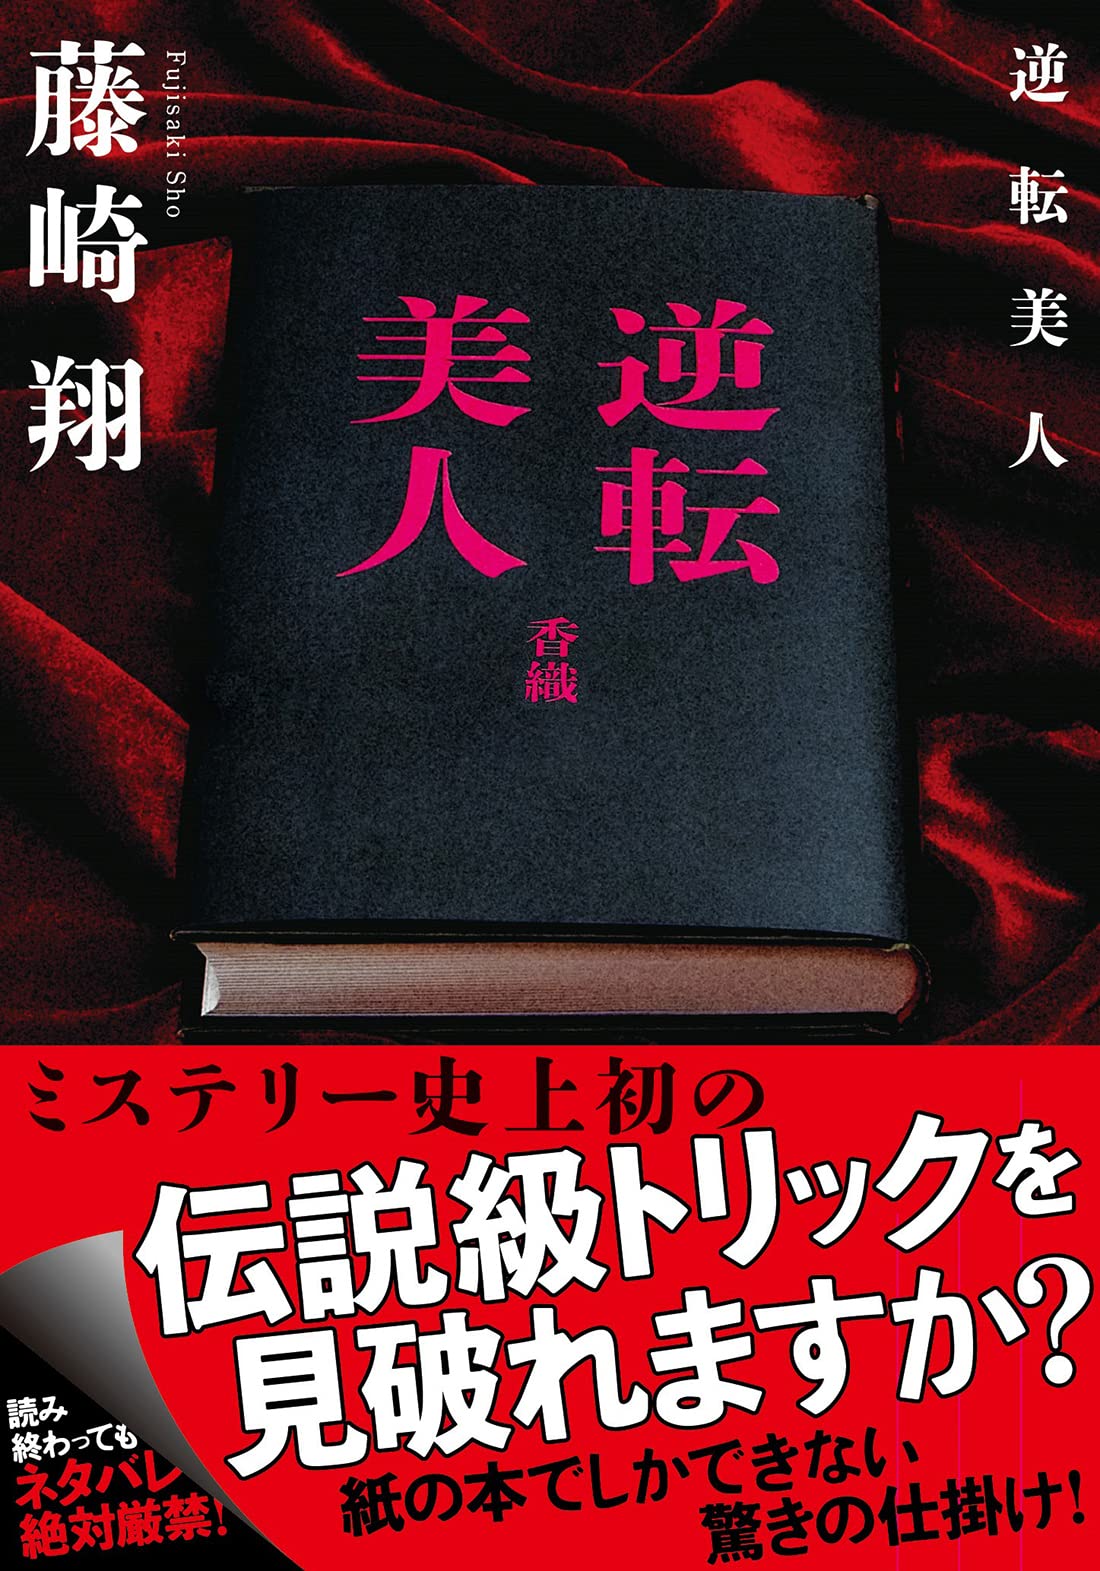 逆転美人
藤崎翔
Fujisaki Sho
逆転
美人
香織
ミステリー史上初の
伝説級トリックを
見破れますか?
紙の本でしかできない
驚きの仕掛け!
読み
終わっても
ネタバレ
絶対厳禁!